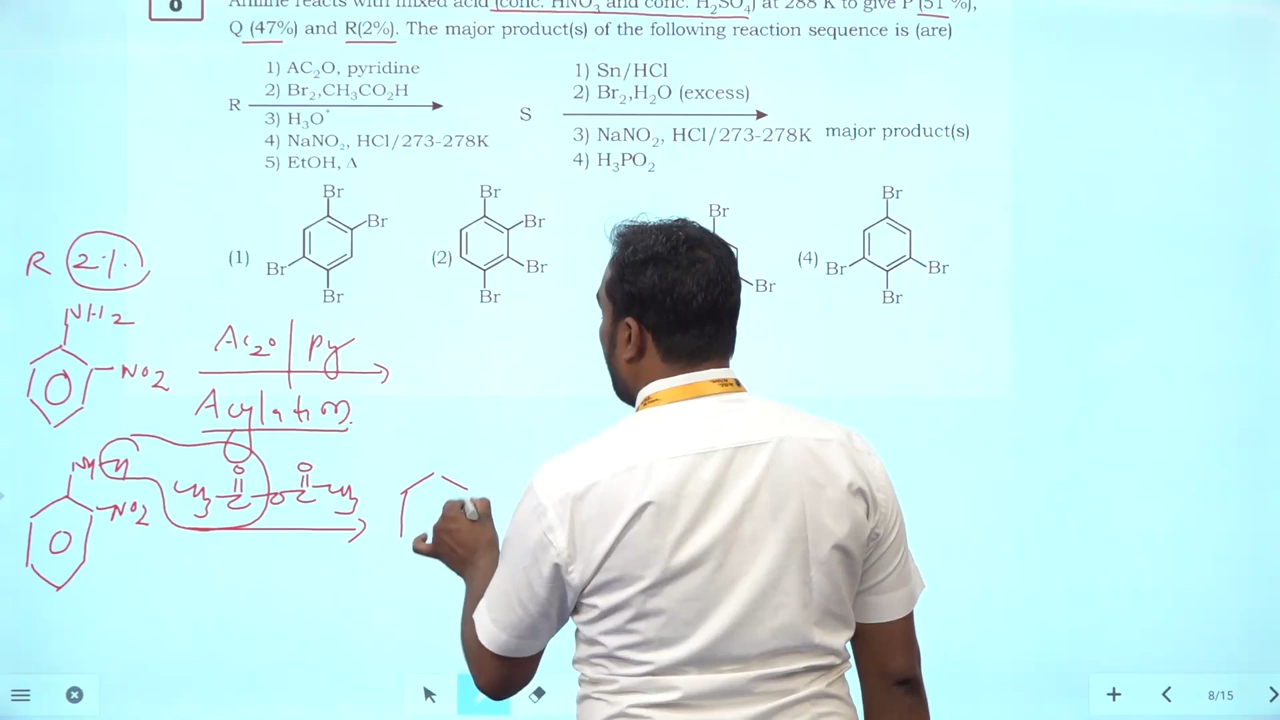 8
Aniline reacts with mixed acid (conc. HNO₃ and conc. H₂SO₄) at 288 K to give P (51 %),
Q (47%) and R(2%). The major product(s) of the following reaction sequence is (are)
1) AC₂O, pyridine
2) Br₂,CH₃CO₂H
R
3) H₃O⁺
4) NaNO₂, HCl/273-278K
5) EtOH, Δ
S
1) Sn/HCl
2) Br₂,H₂O (excess)
3) NaNO₂, HCl/273-278K
4) H₃PO₂
major product(s)
(1)
Br
Br
Br
Br
(2)
Br
Br
Br
Br
Br
Br
(4)
Br
Br
Br
Br
R 2%
NH₂
NO₂
Ac₂O | Py
Acylation
NO₂
CH₃
O
C
O
O
C
CH₃
8/15